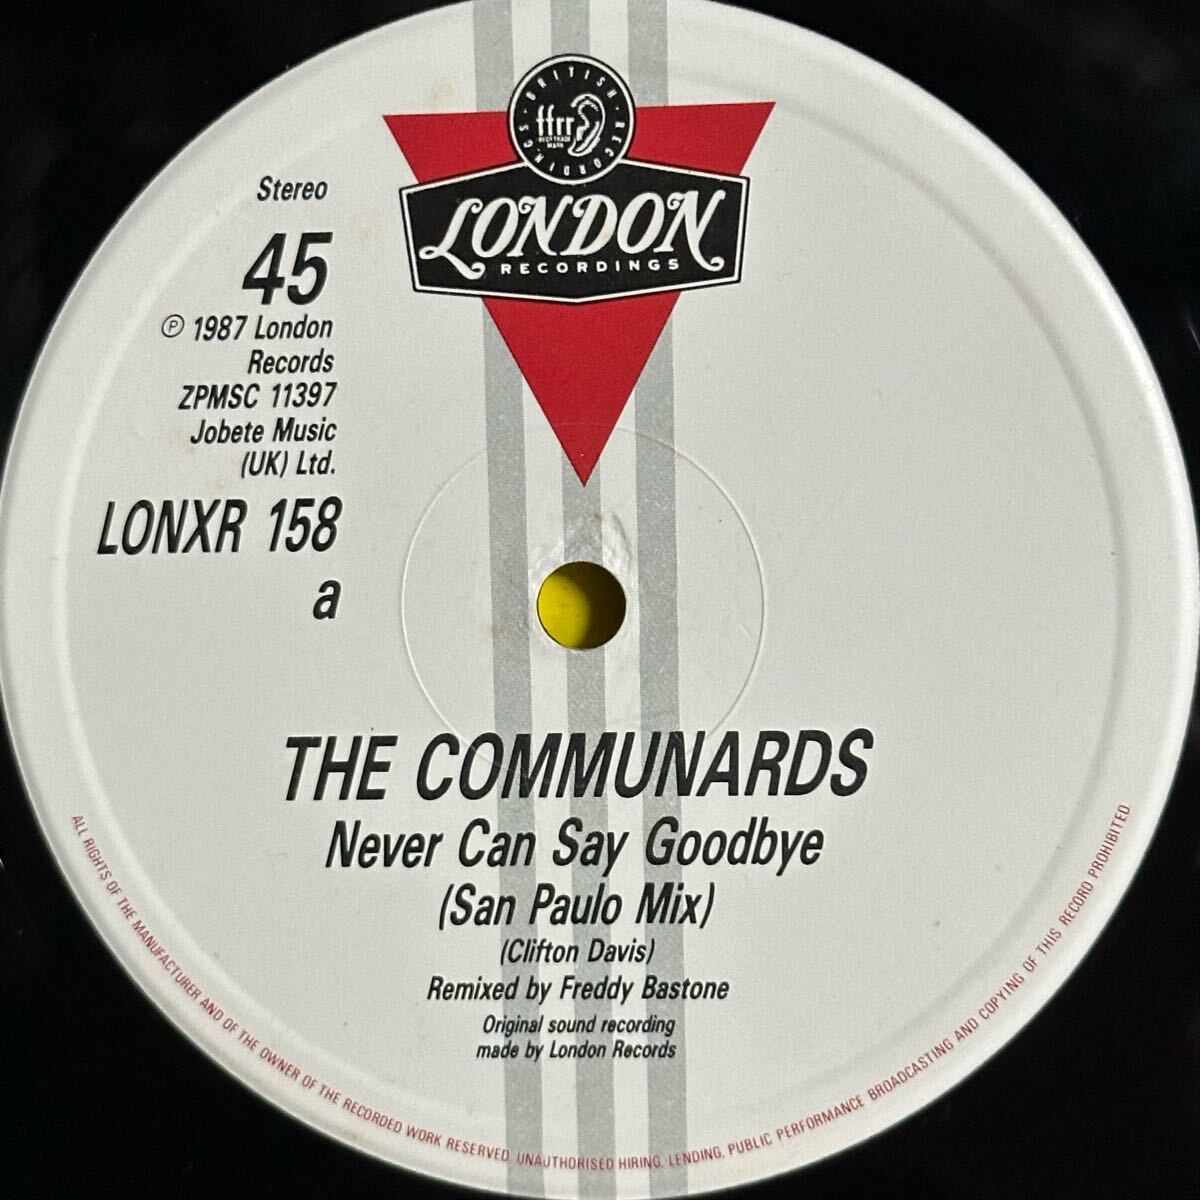 BRITISH · RECORDINGS ·
ffrr
LONDON
RECORDINGS
Stereo
45
℗ 1987 London
Records
ZPMSC 11397
Jobete Music
(UK) Ltd.
LONXR 158
a
THE COMMUNARDS
Never Can Say Goodbye
(San Paulo Mix)
(Clifton Davis)
Remixed by Freddy Bastone
Original sound recording
made by London Records
ALL RIGHTS OF THE MANUFACTURER AND OF THE OWNER OF THE RECORDED WORK RESERVED. UNAUTHORISED HIRING, LENDING, PUBLIC PERFORMANCE BROADCASTING AND COPYING OF THIS RECORD PROHIBITED